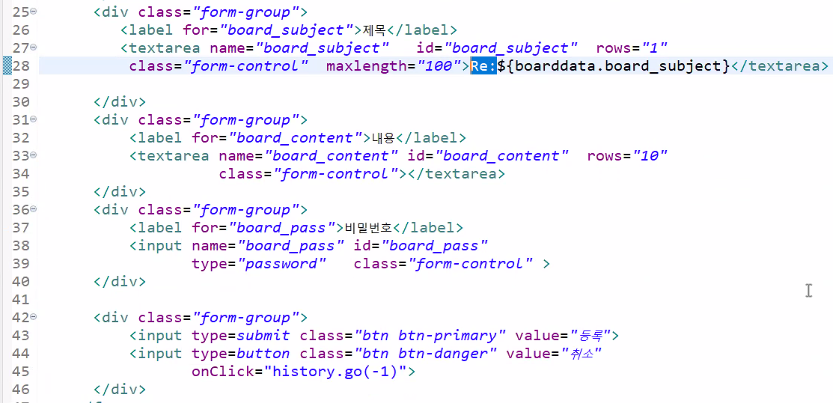 25 <div class="form-group">
26 <label for="board_subject">제목</label>
27 <textarea name="board_subject" id="board_subject" rows="1"
28 class="form-control" maxlength="100">Re:${boarddata.board_subject}</textarea>
29
30 </div>
31 <div class="form-group">
32 <label for="board_content">내용</label>
33 <textarea name="board_content" id="board_content" rows="10"
34 class="form-control"></textarea>
35 </div>
36 <div class="form-group">
37 <label for="board_pass">비밀번호</label>
38 <input name="board_pass" id="board_pass"
39 type="password" class="form-control" >
40 </div>
41
42 <div class="form-group">
43 <input type=submit class="btn btn-primary" value="등록">
44 <input type=button class="btn btn-danger" value="취소"
45 onClick="history.go(-1)">
46 </div>